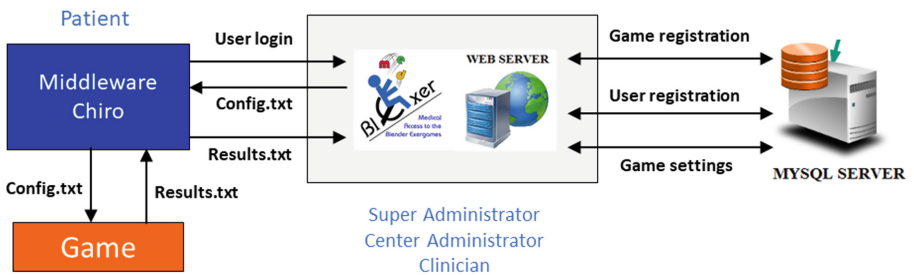 Patient
Middleware
Chiro
User login
Config.txt
Results.txt
Config.txt
Results.txt
Game
Medical
Access to the
Blender Exergames
WEB SERVER
Super Administrator
Center Administrator
Clinician
Game registration
User registration
Game settings
MYSQL SERVER